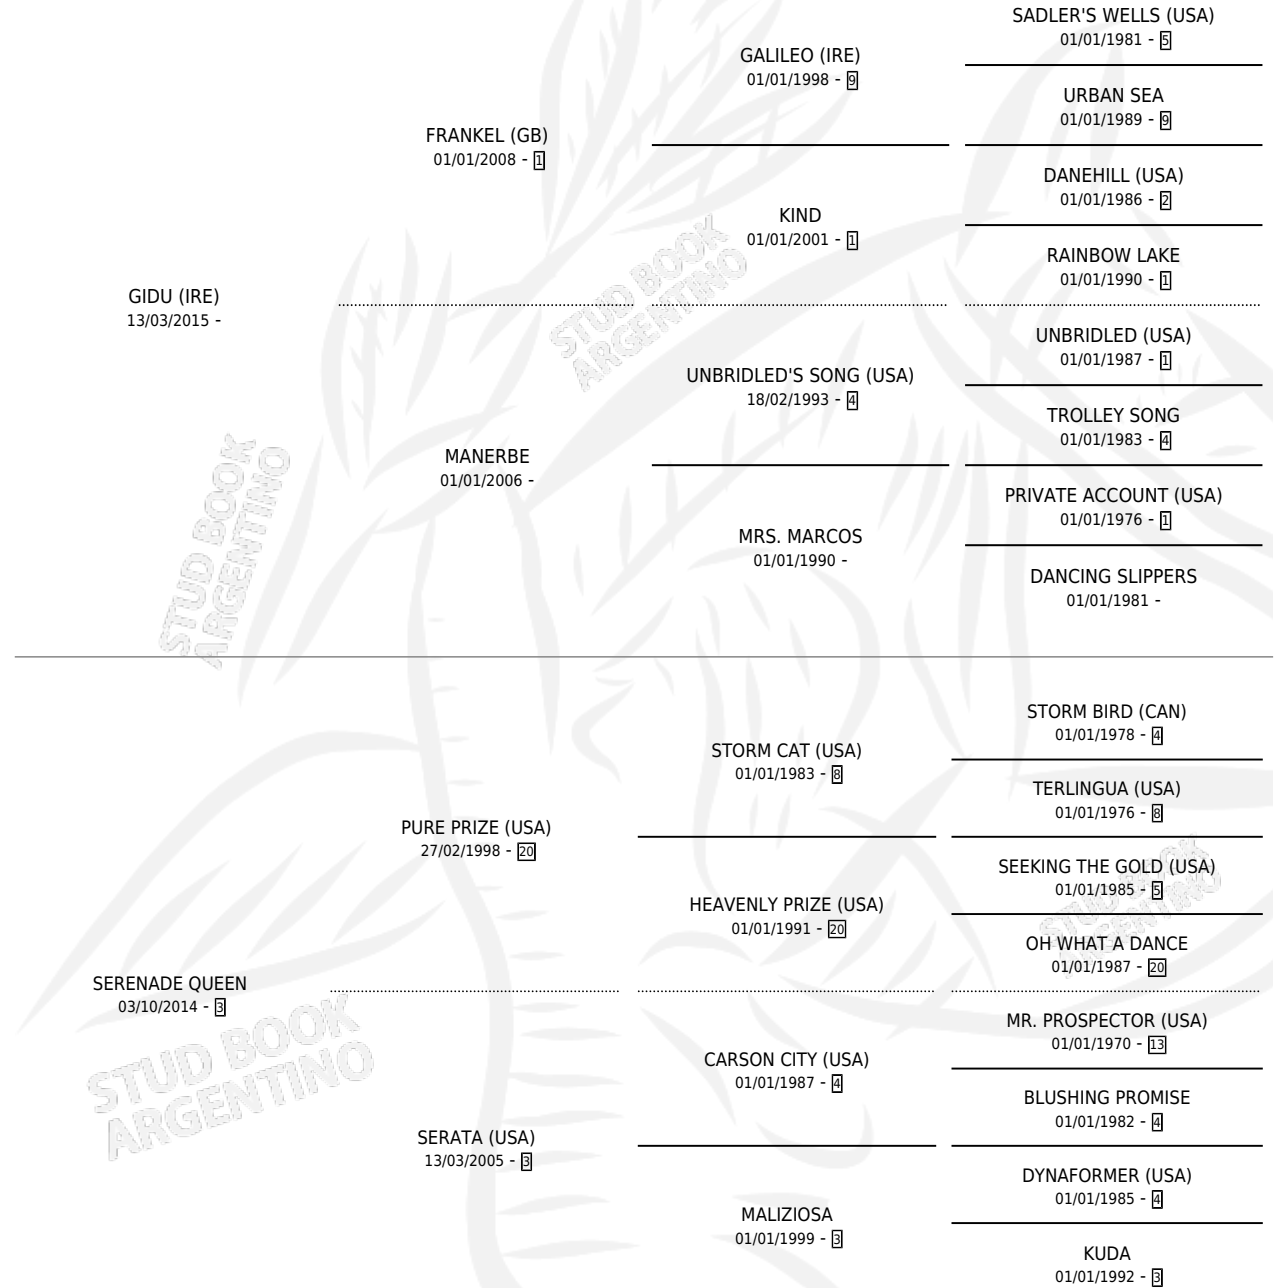 SADLER'S WELLS (USA)
01/01/1981 - 5
GALILEO (IRE)
01/01/1998 - 9
URBAN SEA
01/01/1989 - 9
FRANKEL (GB)
01/01/2008 - 1
DANEHILL (USA)
01/01/1986 - 2
KIND
01/01/2001 - 1
RAINBOW LAKE
01/01/1990 - 1
GIDU (IRE)
13/03/2015 -
STUD BOOK
ARGENTINO
UNBRIDLED (USA)
01/01/1987 - 1
UNBRIDLED'S SONG (USA)
18/02/1993 - 4
TROLLEY SONG
01/01/1983 - 4
MANERBE
01/01/2006 -
PRIVATE ACCOUNT (USA)
01/01/1976 - 1
MRS. MARCOS
01/01/1990 -
DANCING SLIPPERS
01/01/1981 -
STUD BOOK
ARGENTINO
STORM BIRD (CAN)
01/01/1978 - 4
STORM CAT (USA)
01/01/1983 - 8
TERLINGUA (USA)
01/01/1976 - 8
PURE PRIZE (USA)
27/02/1998 - 20
SEEKING THE GOLD (USA)
01/01/1985 - 5
HEAVENLY PRIZE (USA)
01/01/1991 - 20
STUD BOOK
ARGENTINO
OH WHAT A DANCE
01/01/1987 - 20
SERENADE QUEEN
03/10/2014 - 3
MR. PROSPECTOR (USA)
01/01/1970 - 13
CARSON CITY (USA)
01/01/1987 - 4
STUD BOOK
ARGENTINO
BLUSHING PROMISE
01/01/1982 - 4
SERATA (USA)
13/03/2005 - 3
DYNAFORMER (USA)
01/01/1985 - 4
MALIZIOSA
01/01/1999 - 3
KUDA
01/01/1992 - 3